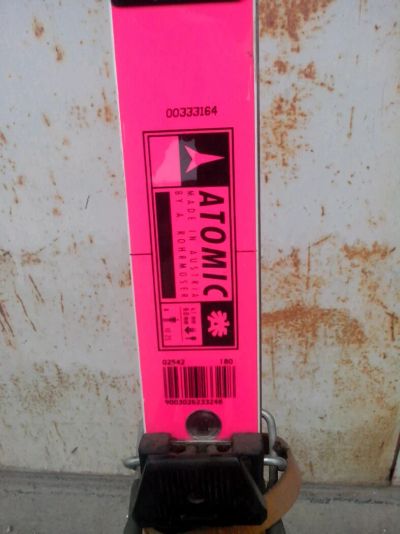 00333164
ATOMIC
MADE IN AUSTRIA
BY A. ROHRMOSER
02542 180
9003026233248